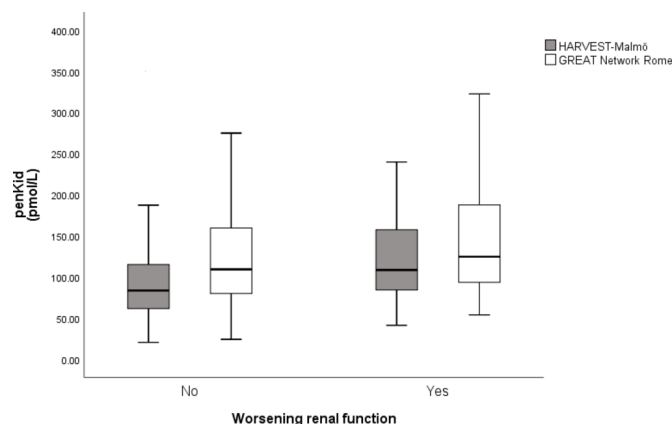 400.00
350.00
300.00
250.00
200.00
150.00
100.00
50.00
0.00
penKid
(pmol/L)
HARVEST-Malmö
GREAT Network Rome
No
Yes
Worsening renal function